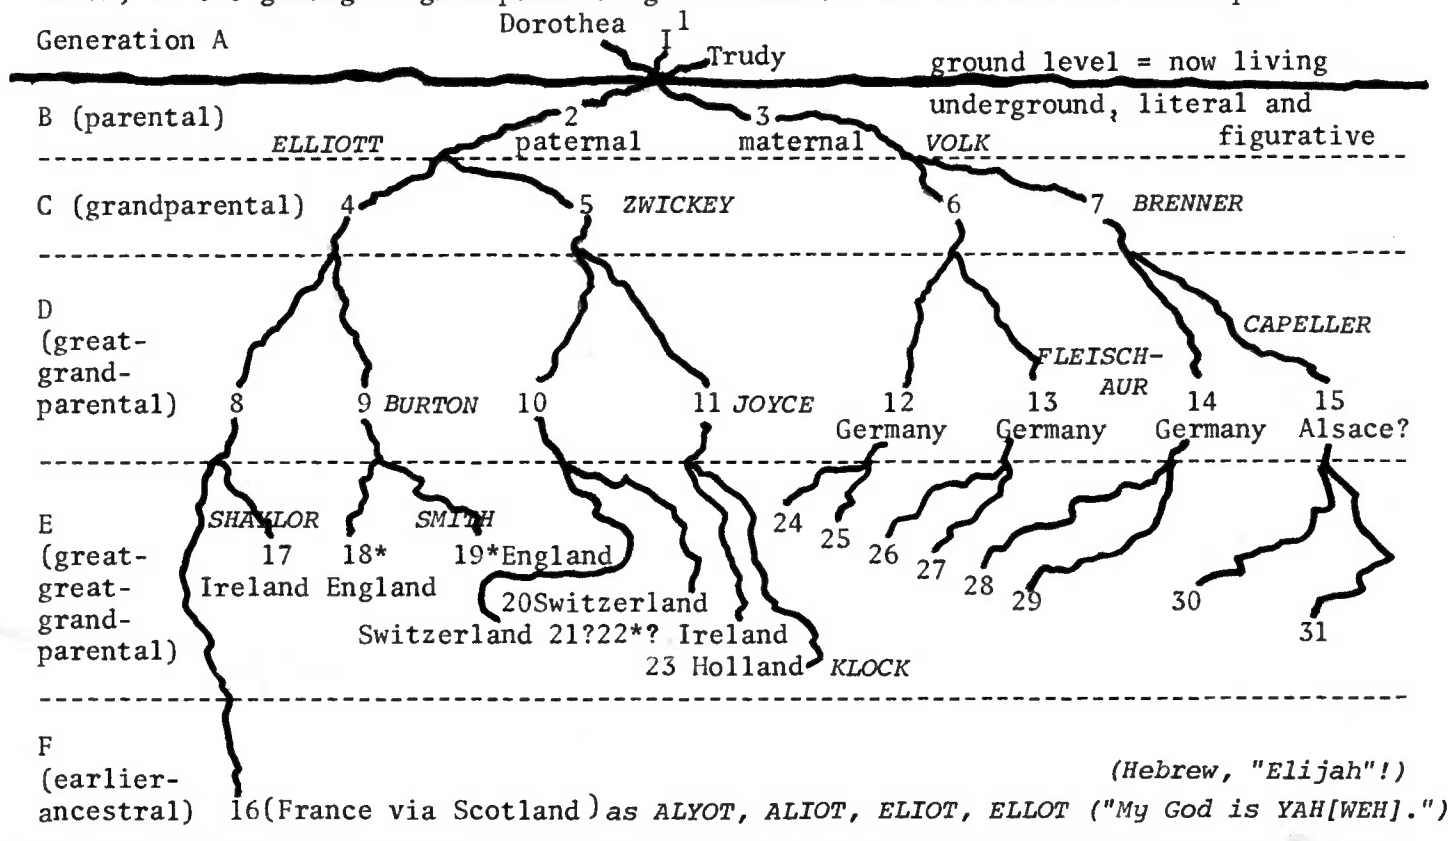 Dorothea
I1
Generation A
Trudy
ground level = now living
B (parental)
2
3
underground, literal and
figurative
ELLIOTT
paternal
maternal
VOLK
C (grandparental)
4
5
ZWICKEY
6
7
BRENNER
D
(great-
grand-
parental)
CAPELLER
FLEISCH-
AUR
8
9 BURTON
10
11 JOYCE
12
13
14
15
Germany
Germany
Germany
Alsace?
E
(great-
great-
grand-
parental)
SHAYLOR
SMITH
24
25
26
27
28
29
30
31
17
18*
19*England
Ireland England
20Switzerland
Switzerland 21?22*? Ireland
23 Holland
KLOCK
F
(earlier-
ancestral)
(Hebrew, "Elijah"!)
16(France via Scotland) as ALYOT, ALIOT, ELIOT, ELLOT ("My God is YAH[WEH].")